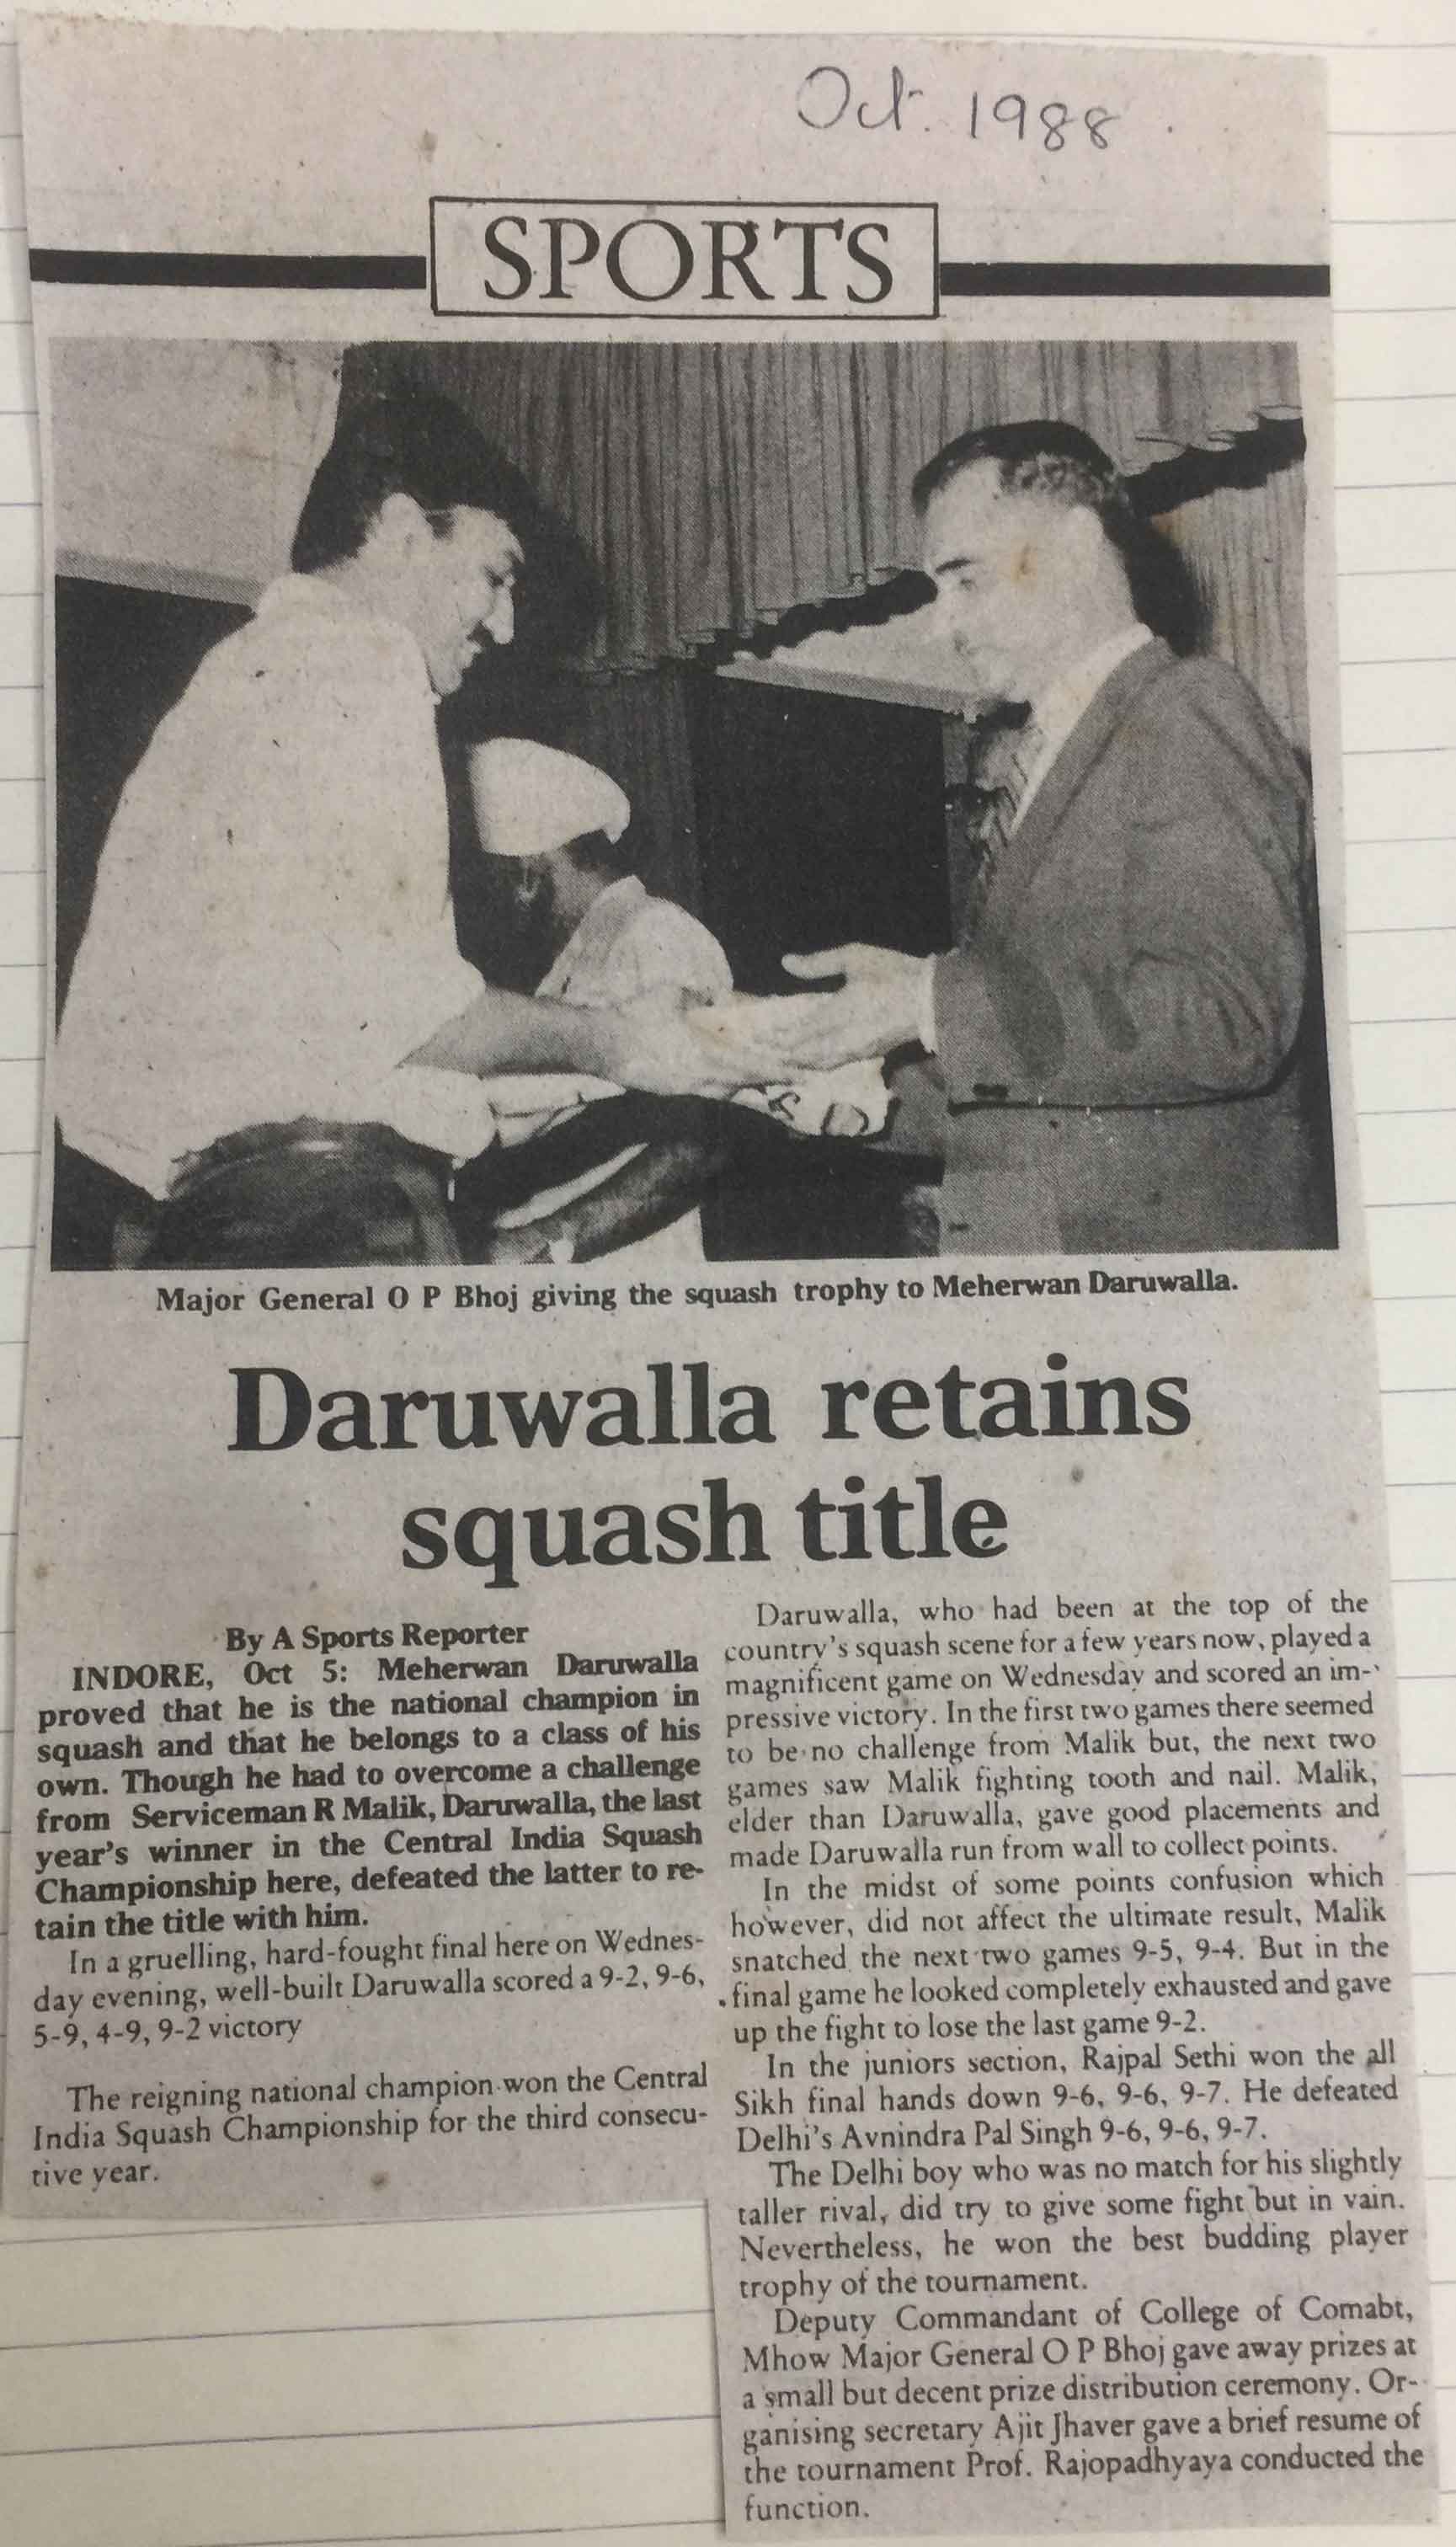 Oct. 1988
SPORTS
Major General O P Bhoj giving the squash trophy to Meherwan Daruwalla.
Daruwalla retains
squash title
By A Sports Reporter
INDORE, Oct 5: Meherwan Daruwalla
proved that he is the national champion in
squash and that he belongs to a class of his
own. Though he had to overcome a challenge
from Serviceman R Malik, Daruwalla, the last
year's winner in the Central India Squash
Championship here, defeated the latter to re-
tain the title with him.
In a gruelling, hard-fought final here on Wednes-
day evening, well-built Daruwalla scored a 9-2, 9-6,
5-9, 4-9, 9-2 victory
The reigning national champion won the Central
India Squash Championship for the third consecu-
tive year.
Daruwalla, who had been at the top of the
country's squash scene for a few years now, played a
magnificent game on Wednesday and scored an im-
pressive victory. In the first two games there seemed
to be no challenge from Malik but, the next two
games saw Malik fighting tooth and nail. Malik,
elder than Daruwalla, gave good placements and
made Daruwalla run from wall to collect points.
In the midst of some points confusion which
however, did not affect the ultimate result, Malik
snatched the next two games 9-5, 9-4. But in the
final game he looked completely exhausted and gave
up the fight to lose the last game 9-2.
In the juniors section, Rajpal Sethi won the all
Sikh final hands down 9-6, 9-6, 9-7. He defeated
Delhi's Avnindra Pal Singh 9-6, 9-6, 9-7.
The Delhi boy who was no match for his slightly
taller rival, did try to give some fight but in vain.
Nevertheless, he won the best budding player
trophy of the tournament.
Deputy Commandant of College of Comabt,
Mhow Major General O P Bhoj gave away prizes at
a small but decent prize distribution ceremony. Or-
ganising secretary Ajit Jhaver gave a brief resume of
the tournament Prof. Rajopadhyaya conducted the
function.